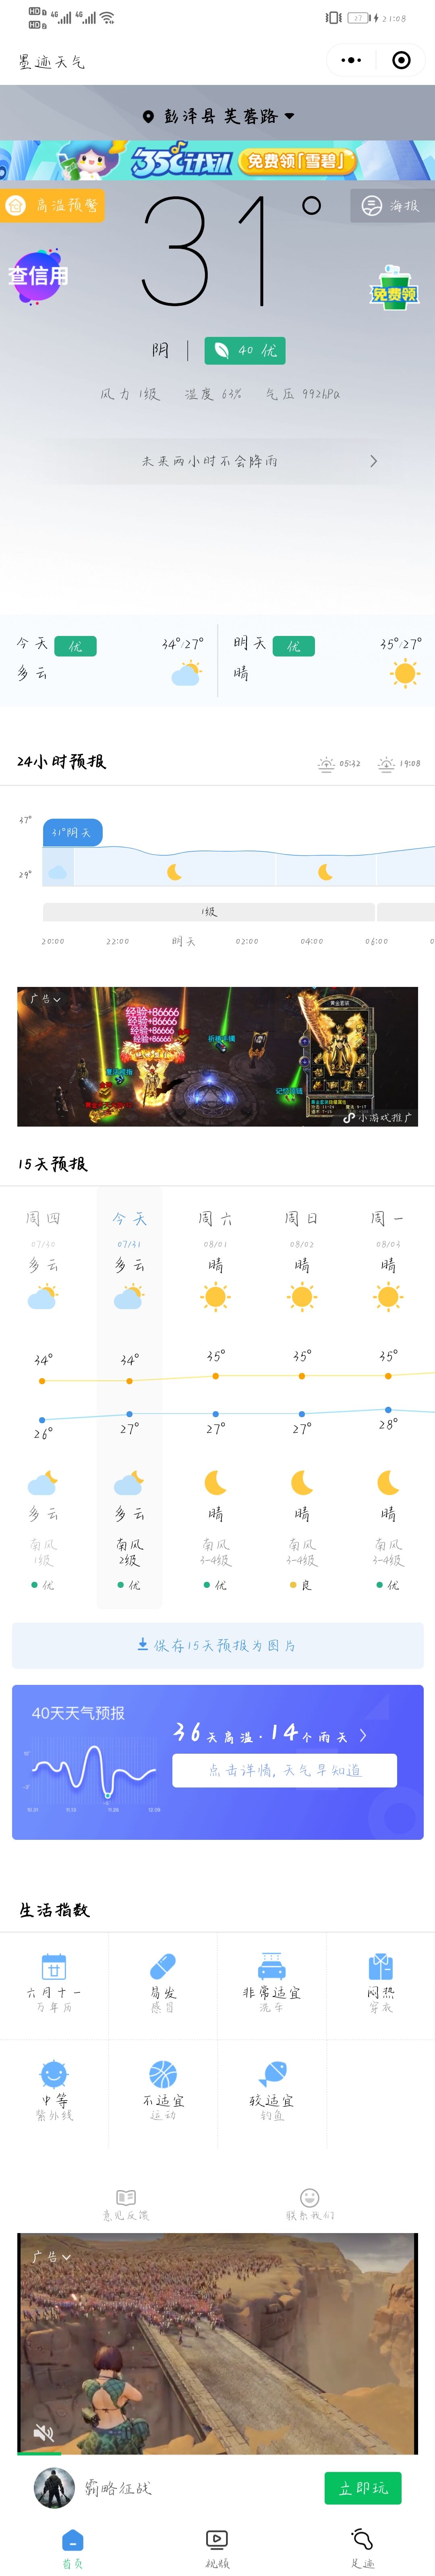 HD 1 4G 4G 27 21:08
HD 2
墨迹天气
彭泽县 芙蓉路
35℃计划 免费领「雪碧」
高温预警
31°
海报
查信用
免费领
阴 40 优
风力 1级 湿度 63% 气压 992hPa
未来两小时不会降雨
今天 优 34°/27° 明天 优 35°/27°
多云 晴
24小时预报 05:32 19:08
37°
31°阴天
29°
1级
20:00 22:00 明天 02:00 04:00 06:00 0
广告
经验+86666
经验+86666
经验+86666
经验+86666
小游戏推广
15天预报
周四 今天 周六 周日 周一
07/30 07/31 08/01 08/02 08/03
多云 多云 晴 晴 晴
34° 34° 35° 35° 35°
26° 27° 27° 27° 28°
多云 多云 晴 晴 晴
南风 南风 南风 南风 南风
1级 2级 3-4级 3-4级 3-4级
优 优 优 良 优
保存15天预报为图片
40天天气预报
36天高温·14个雨天
点击详情, 天气早知道
生活指数
六月十一 易发 非常适宜 闷热
万年历 感冒 洗车 穿衣
中等 不适宜 较适宜
紫外线 运动 钓鱼
意见反馈 联系我们
广告
霸略征战 立即玩
首页 视频 足迹